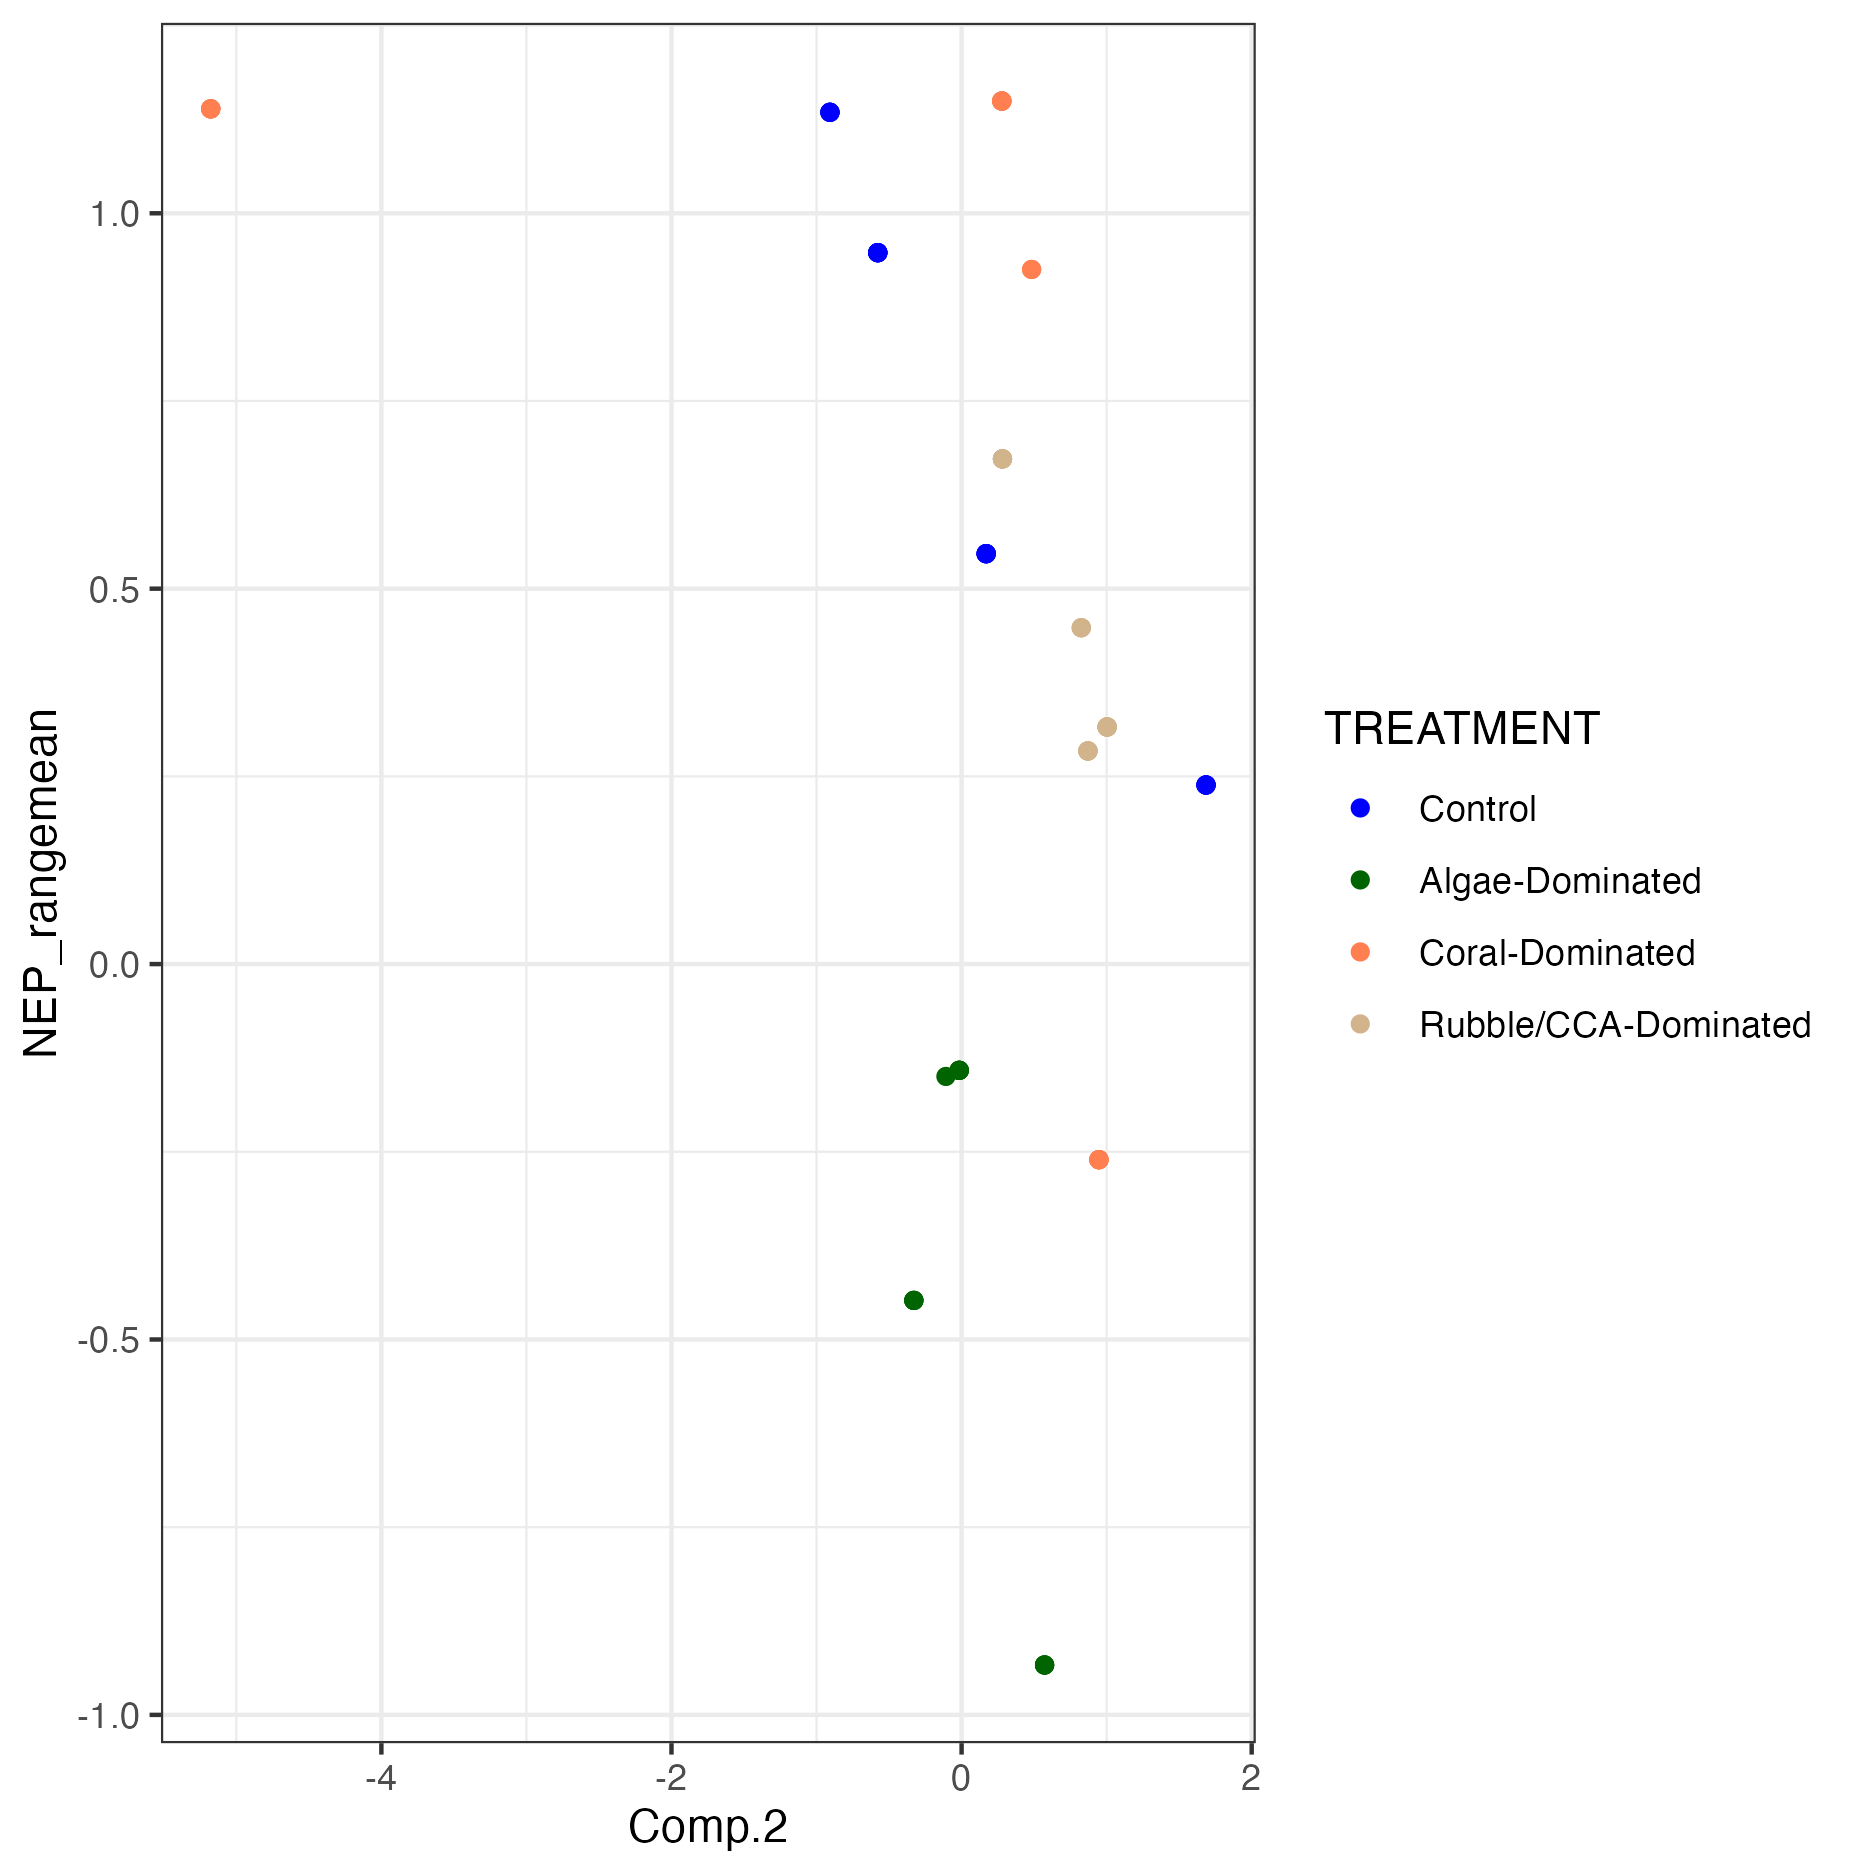 1.0
0.5
0.0
-0.5
-1.0
NEP_rangemean
-4 -2 0 2
Comp.2
TREATMENT
Control
Algae-Dominated
Coral-Dominated
Rubble/CCA-Dominated